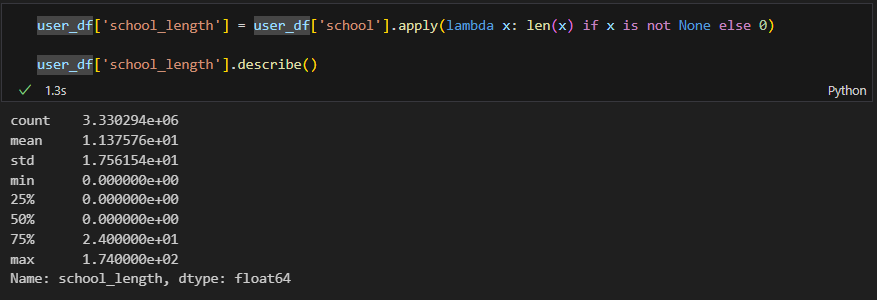 user_df['school_length'] = user_df['school'].apply(lambda x: len(x) if x is not None else 0)
user_df['school_length'].describe()
1.3s
Python
count    3.330294e+06
mean     1.137576e+01
std      1.756154e+01
min      0.000000e+00
25%      0.000000e+00
50%      0.000000e+00
75%      2.400000e+01
max      1.740000e+02
Name: school_length, dtype: float64